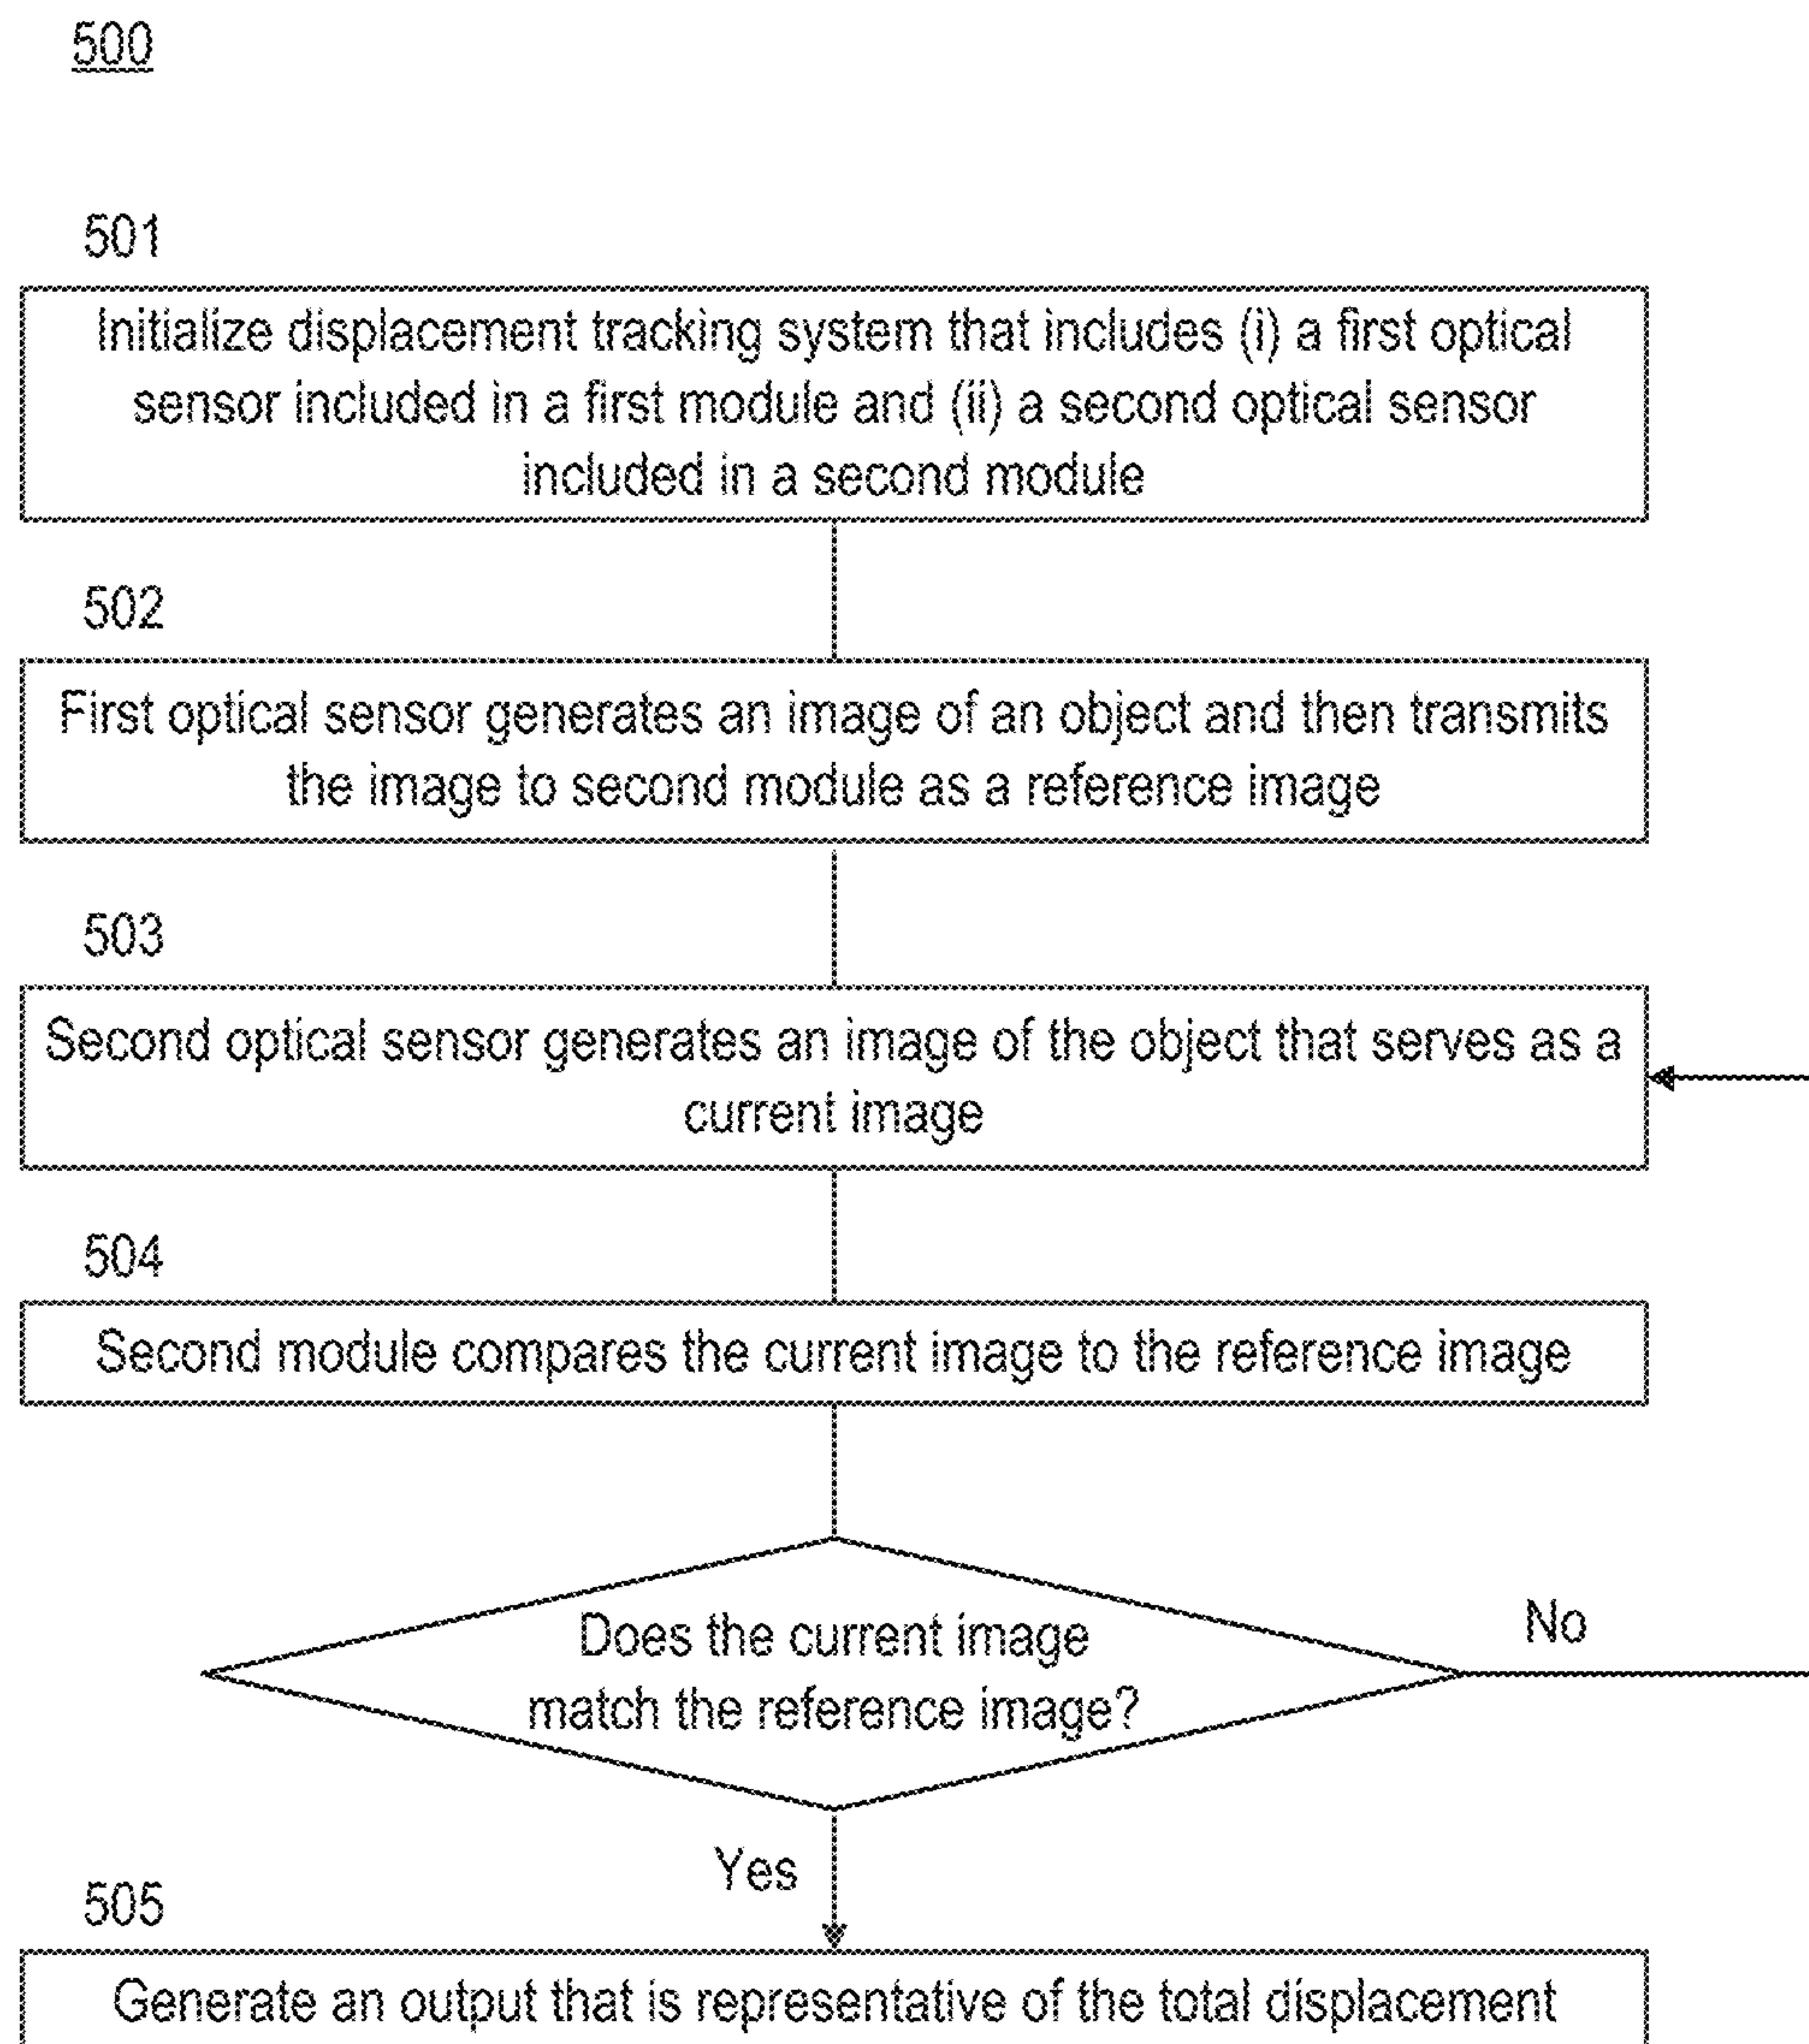 500
501
Initialize displacement tracking system that includes (i) a first optical
sensor included in a first module and (ii) a second optical sensor
included in a second module
502
First optical sensor generates an image of an object and then transmits
the image to second module as a reference image
503
Second optical sensor generates an image of the object that serves as a
current image
504
Second module compares the current image to the reference image
Does the current image
match the reference image?
No
Yes
505
Generate an output that is representative of the total displacement